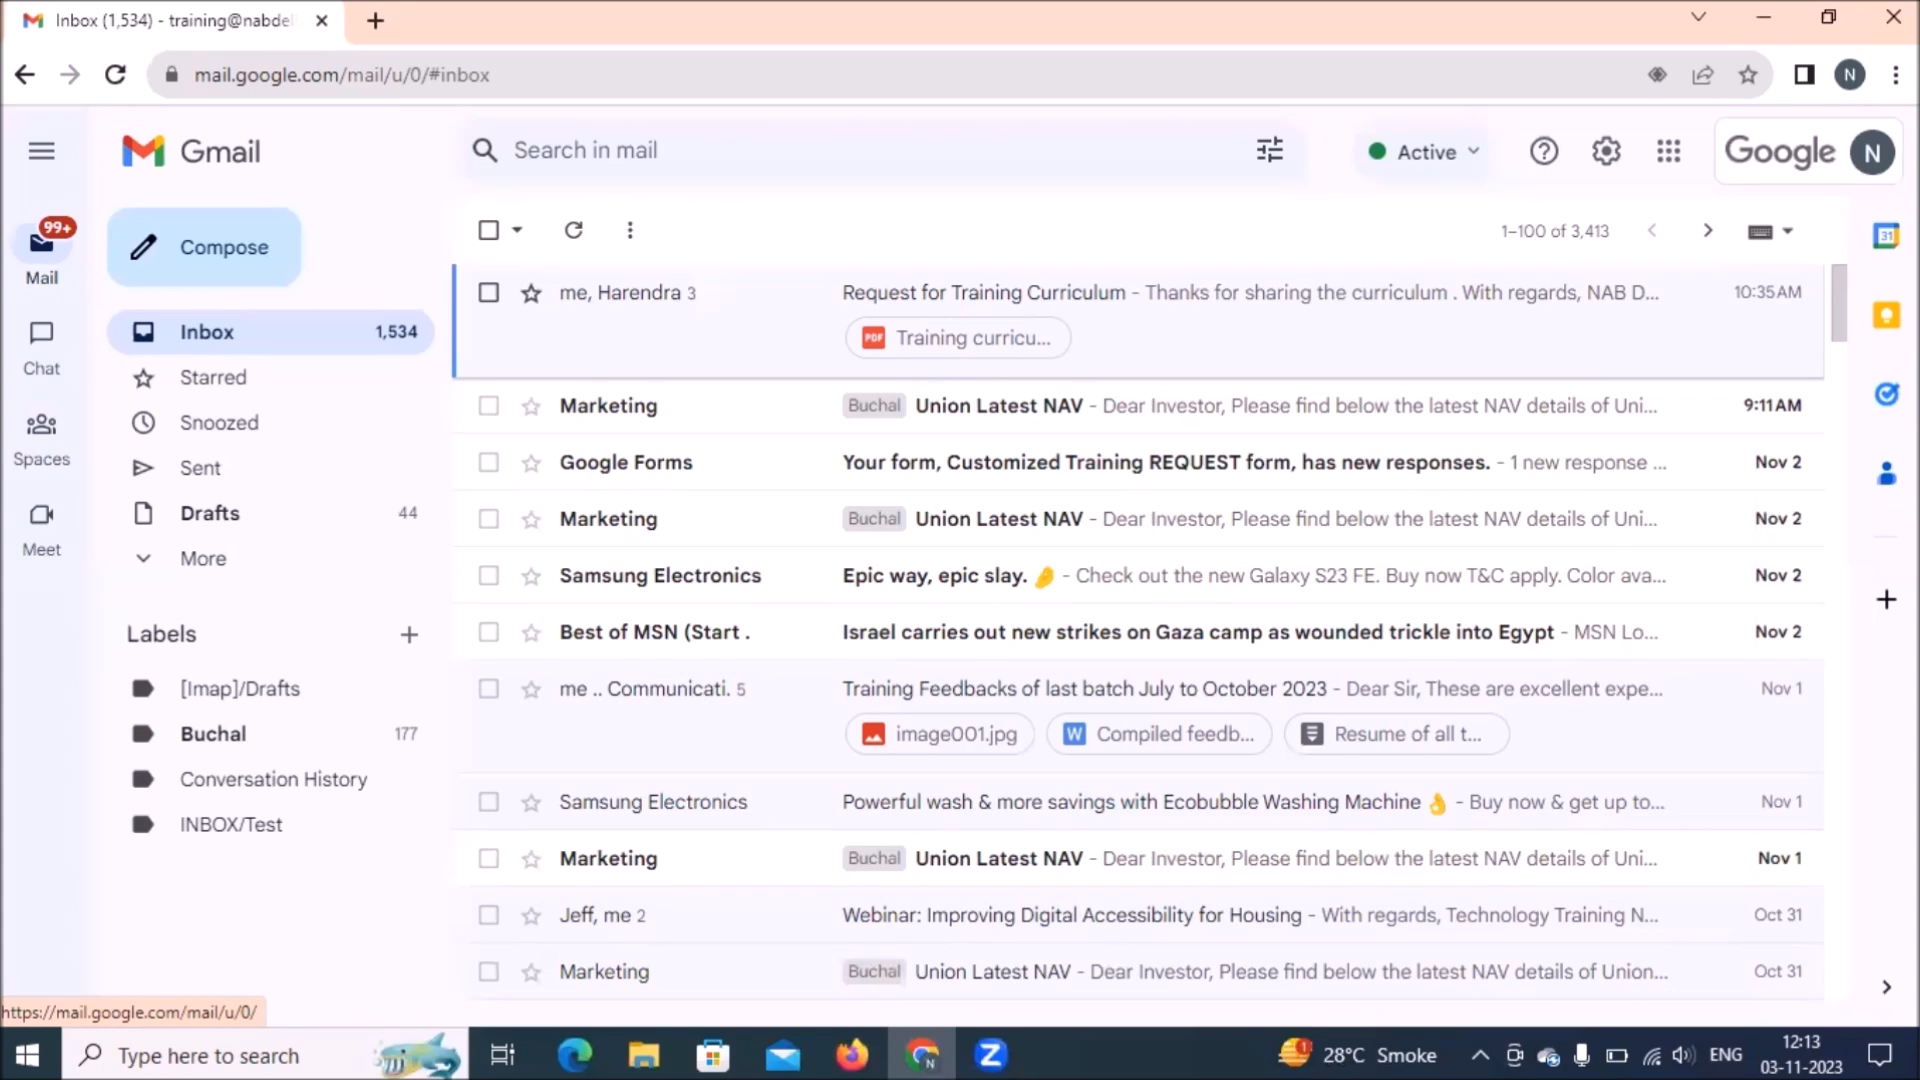 Inbox (1,534) - training@nabdel
mail.google.com/mail/u/0/#inbox
N
Gmail
Search in mail
Active
Google
N
99+
Mail
Chat
Spaces
Meet
Compose
Inbox 1,534
Starred
Snoozed
Sent
Drafts 44
More
Labels
[Imap]/Drafts
Buchal 177
Conversation History
INBOX/Test
1–100 of 3,413
31
me, Harendra 3 Request for Training Curriculum - Thanks for sharing the curriculum . With regards, NAB D... 10:35 AM
PDF Training curricu...
Marketing Buchal Union Latest NAV - Dear Investor, Please find below the latest NAV details of Uni... 9:11 AM
Google Forms Your form, Customized Training REQUEST form, has new responses. - 1 new response ... Nov 2
Marketing Buchal Union Latest NAV - Dear Investor, Please find below the latest NAV details of Uni... Nov 2
Samsung Electronics Epic way, epic slay. - Check out the new Galaxy S23 FE. Buy now T&C apply. Color ava... Nov 2
Best of MSN (Start . Israel carries out new strikes on Gaza camp as wounded trickle into Egypt - MSN Lo... Nov 2
me .. Communicati. 5 Training Feedbacks of last batch July to October 2023 - Dear Sir, These are excellent expe... Nov 1
image001.jpg W Compiled feedb... Resume of all t...
Samsung Electronics Powerful wash & more savings with Ecobubble Washing Machine 👌 - Buy now & get up to... Nov 1
Marketing Buchal Union Latest NAV - Dear Investor, Please find below the latest NAV details of Uni... Nov 1
Jeff, me 2 Webinar: Improving Digital Accessibility for Housing - With regards, Technology Training N... Oct 31
Marketing Buchal Union Latest NAV - Dear Investor, Please find below the latest NAV details of Union... Oct 31
https://mail.google.com/mail/u/0/
Type here to search
N
Z
1
28°C Smoke
ENG
12:13
03-11-2023